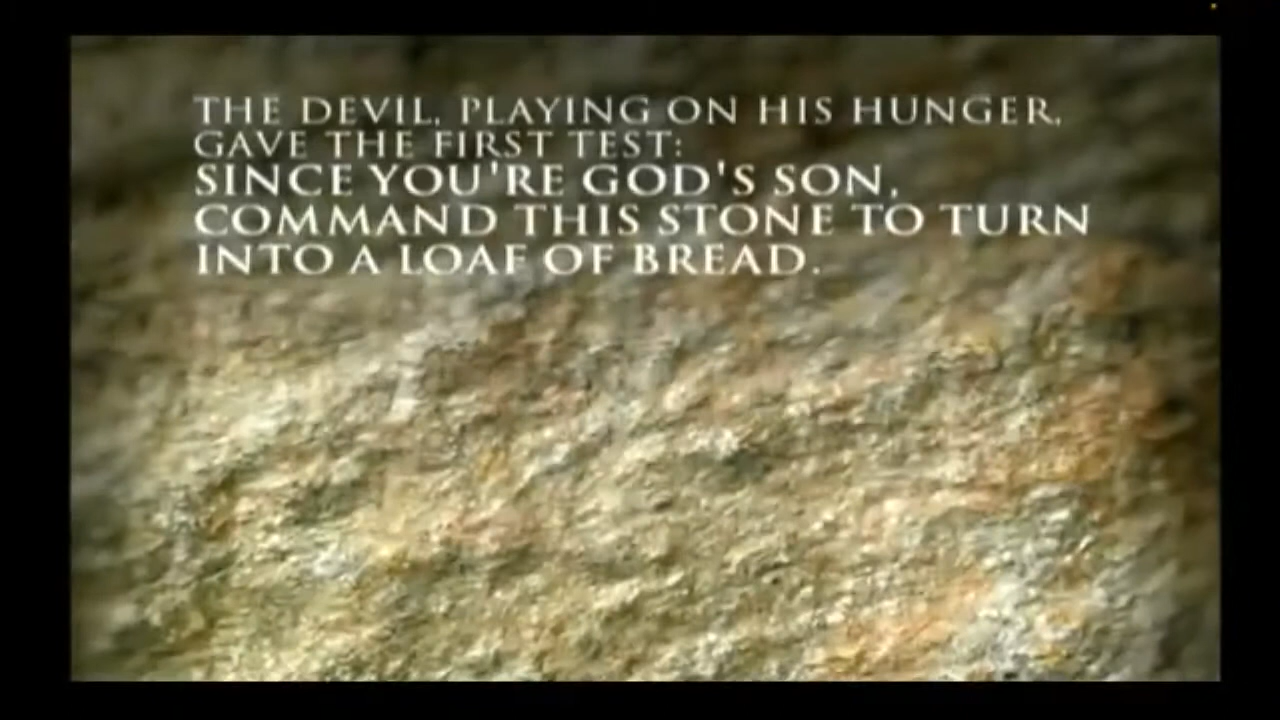 THE DEVIL, PLAYING ON HIS HUNGER,
GAVE THE FIRST TEST:
SINCE YOU'RE GOD'S SON,
COMMAND THIS STONE TO TURN
INTO A LOAF OF BREAD.